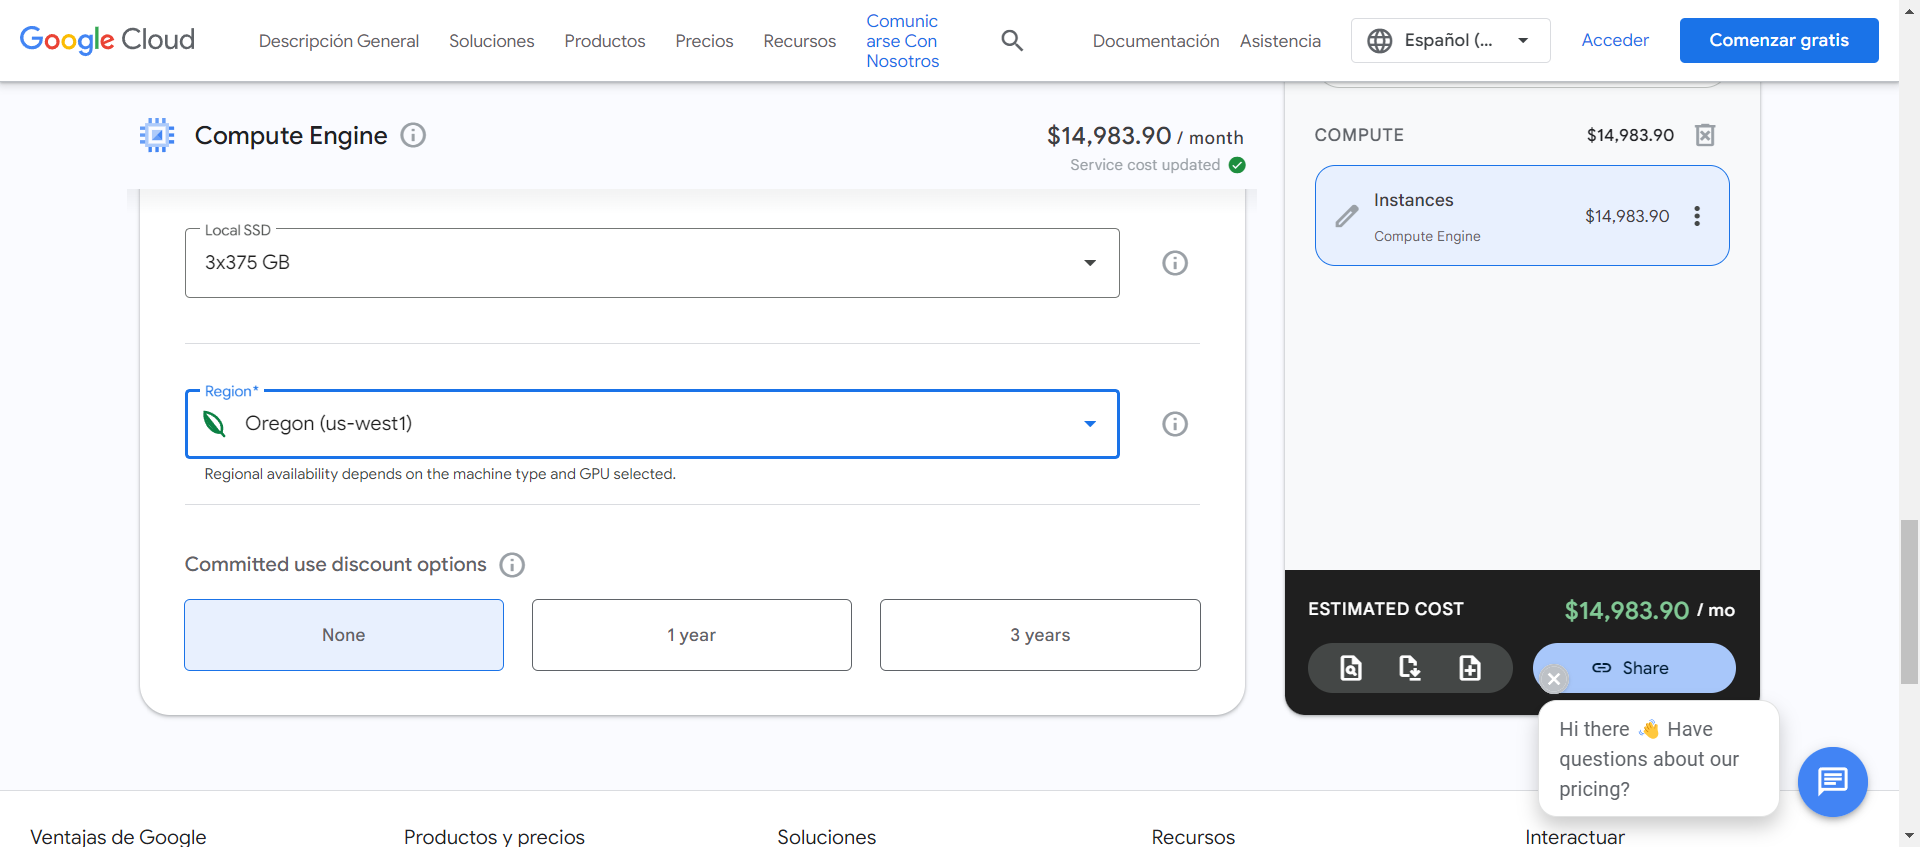 Google Cloud
Descripción General
Soluciones
Productos
Precios
Recursos
Comunic
arse Con
Nosotros
Documentación
Asistencia
Español (...
Acceder
Comenzar gratis
Compute Engine
$14,983.90 / month
Service cost updated
Local SSD
3x375 GB
Region*
Oregon (us-west1)
Regional availability depends on the machine type and GPU selected.
Committed use discount options
None
1 year
3 years
COMPUTE
$14,983.90
Instances
$14,983.90
Compute Engine
ESTIMATED COST
$14,983.90 / mo
Share
Hi there 👋 Have
questions about our
pricing?
Ventajas de Google
Productos y precios
Soluciones
Recursos
Interactuar